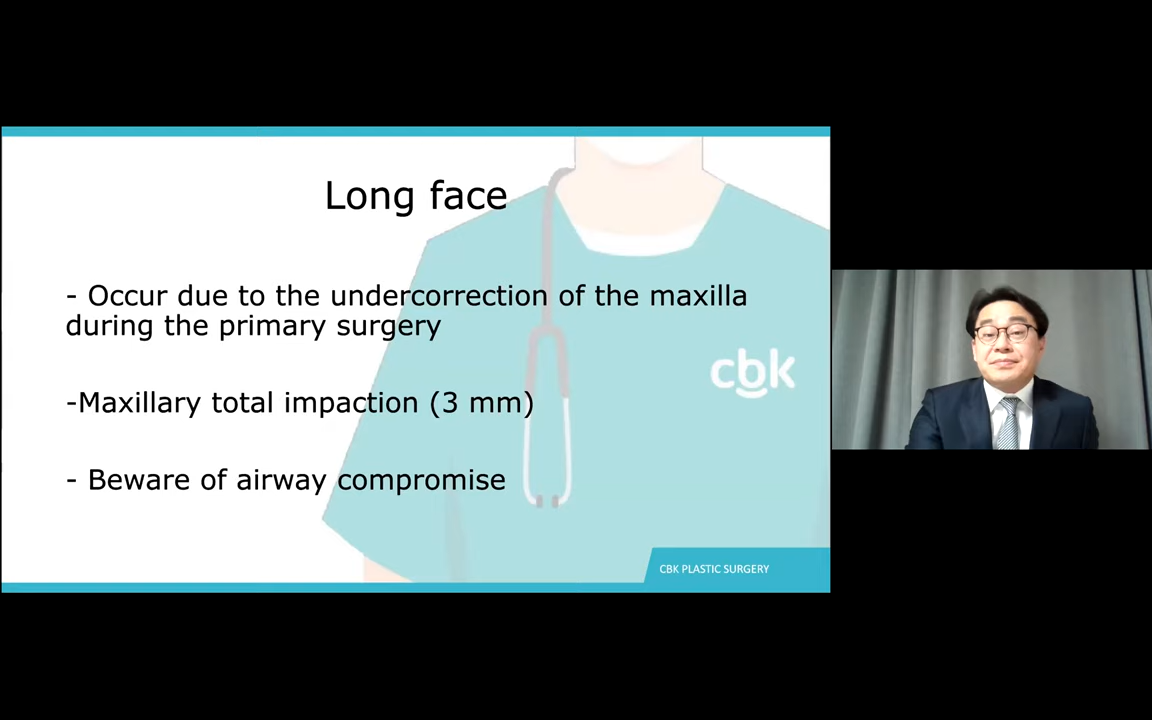 Long face
- Occur due to the undercorrection of the maxilla
during the primary surgery
-Maxillary total impaction (3 mm)
- Beware of airway compromise
cbk
CBK PLASTIC SURGERY